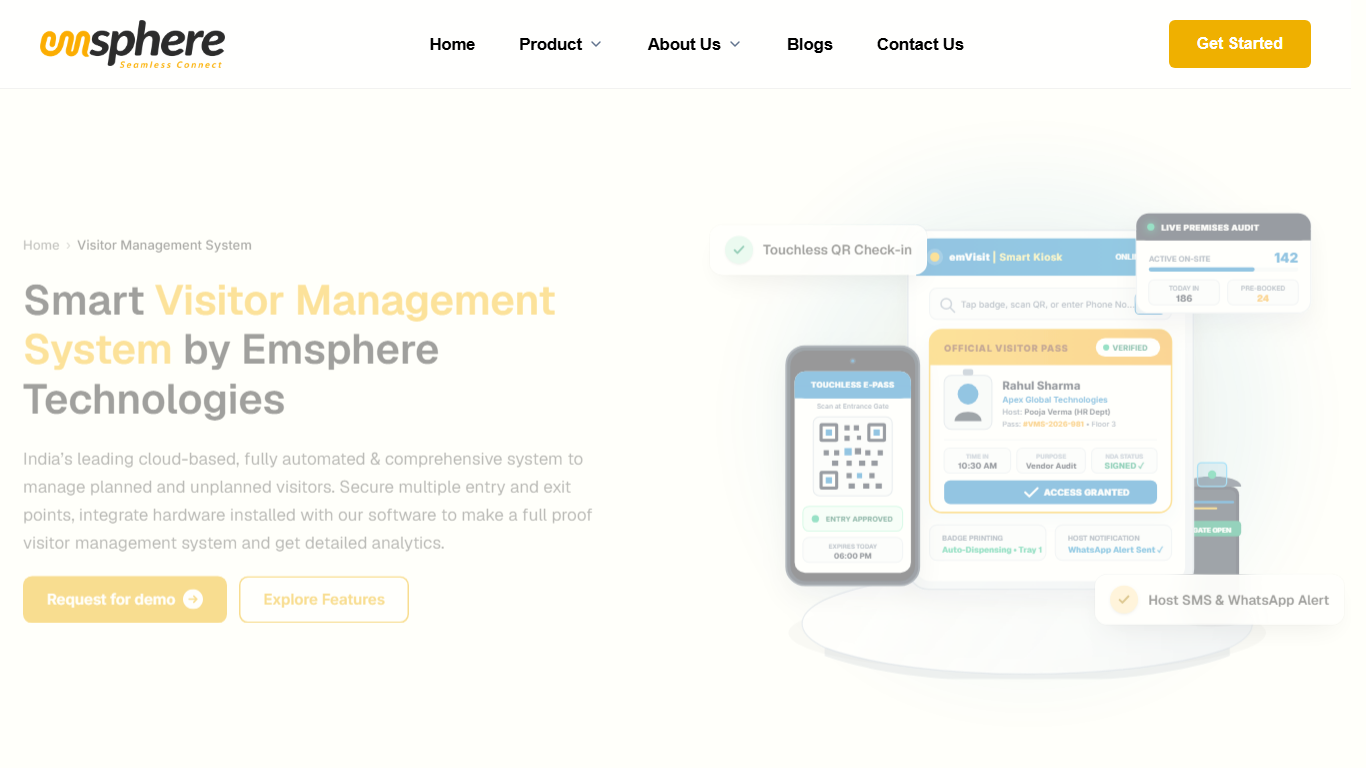 emsphere
Seamless Connect
Home
Product
About Us
Blogs
Contact Us
Get Started
Home › Visitor Management System
Smart Visitor Management
System by Emsphere
Technologies
India's leading cloud-based, fully automated & comprehensive system to
manage planned and unplanned visitors. Secure multiple entry and exit
points, integrate hardware installed with our software to make a full proof
visitor management system and get detailed analytics.
Request for demo
Explore Features
Touchless QR Check-in
emVisit | Smart Kiosk
LIVE PREMISES AUDIT
ACTIVE ON-SITE 142
TODAY IN
186
PRE-BOOKED
24
Tap badge, scan QR, or enter Phone No...
OFFICIAL VISITOR PASS
VERIFIED
Rahul Sharma
Apex Global Technologies
Host: Pooja Verma (HR Dept)
Pass: #VMS-2026-081 • Floor 3
TIME IN
10:30 AM
PURPOSE
Vendor Audit
NDA STATUS
SIGNED ✓
ACCESS GRANTED
BADGE PRINTING
Auto-Dispensing • Tray 1
HOST NOTIFICATION
WhatsApp Alert Sent ✓
TOUCHLESS E-PASS
Scan at Entrance Gate
ENTRY APPROVED
EXPIRES TODAY
06:00 PM
GATE OPEN
Host SMS & WhatsApp Alert